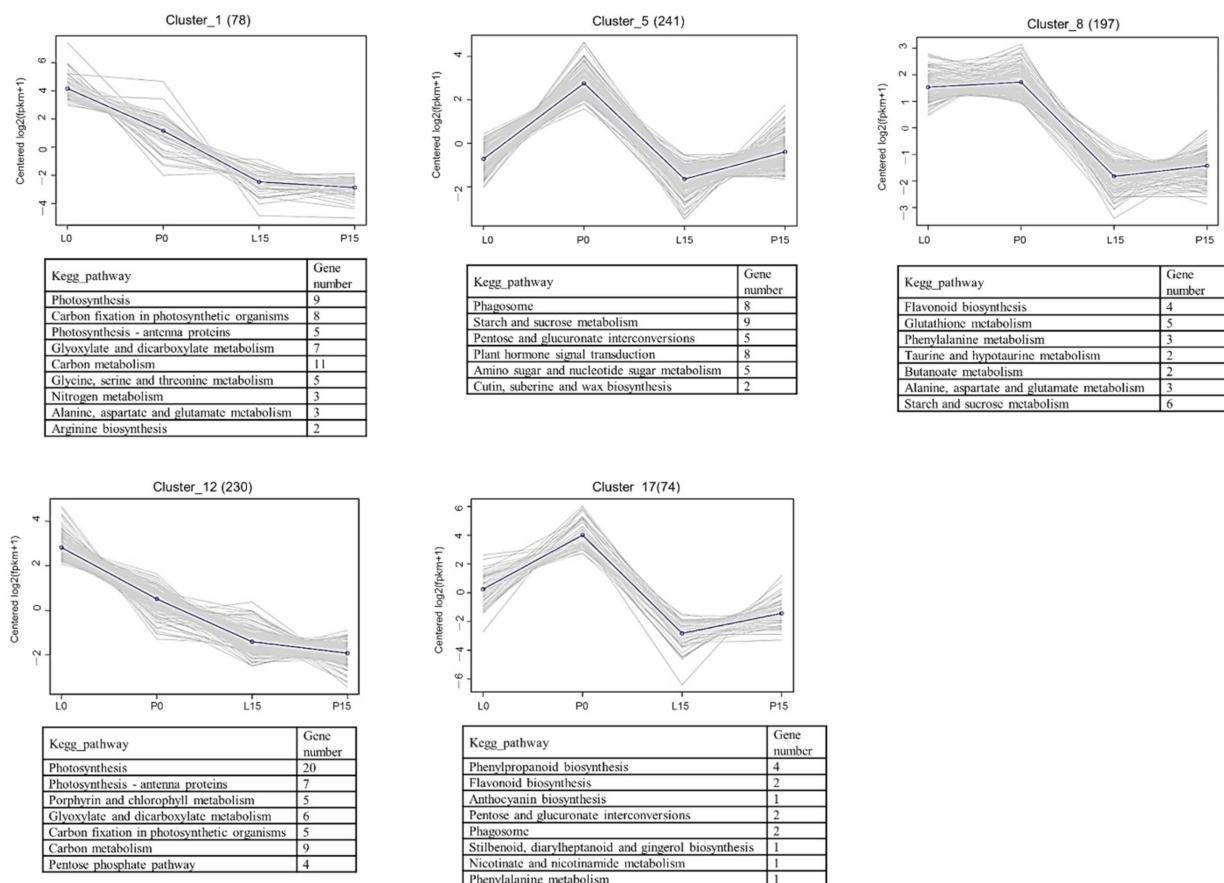 Cluster_1 (78)
Centered log2(fpkm+1)
6
4
2
0
−2
−4
L0 P0 L15 P15
Kegg_pathway Gene number
Photosynthesis 9
Carbon fixation in photosynthetic organisms 8
Photosynthesis - antenna proteins 5
Glyoxylate and dicarboxylate metabolism 7
Carbon metabolism 11
Glycine, serine and threonine metabolism 5
Nitrogen metabolism 3
Alanine, aspartate and glutamate metabolism 3
Arginine biosynthesis 2
Cluster_5 (241)
Centered log2(fpkm+1)
4
2
0
−2
L0 P0 L15 P15
Kegg_pathway Gene number
Phagosome 8
Starch and sucrose metabolism 9
Pentose and glucuronate interconversions 5
Plant hormone signal transduction 8
Amino sugar and nucleotide sugar metabolism 5
Cutin, suberine and wax biosynthesis 2
Cluster_8 (197)
Centered log2(fpkm+1)
3
2
1
0
−1
−2
−3
L0 P0 L15 P15
Kegg_pathway Gene number
Flavonoid biosynthesis 4
Glutathione metabolism 5
Phenylalanine metabolism 3
Taurine and hypotaurine metabolism 2
Butanoate metabolism 2
Alanine, aspartate and glutamate metabolism 3
Starch and sucrose metabolism 6
Cluster_12 (230)
Centered log2(fpkm+1)
4
2
0
−2
L0 P0 L15 P15
Kegg_pathway Gene number
Photosynthesis 20
Photosynthesis - antenna proteins 7
Porphyrin and chlorophyll metabolism 5
Glyoxylate and dicarboxylate metabolism 6
Carbon fixation in photosynthetic organisms 5
Carbon metabolism 9
Pentose phosphate pathway 4
Cluster 17(74)
Centered log2(fpkm+1)
6
4
2
0
−2
−4
−6
L0 P0 L15 P15
Kegg_pathway Gene number
Phenylpropanoid biosynthesis 4
Flavonoid biosynthesis 2
Anthocyanin biosynthesis 1
Pentose and glucuronate interconversions 2
Phagosome 2
Stilbenoid, diarylheptanoid and gingerol biosynthesis 1
Nicotinate and nicotinamide metabolism 1
Phenylalanine metabolism 1